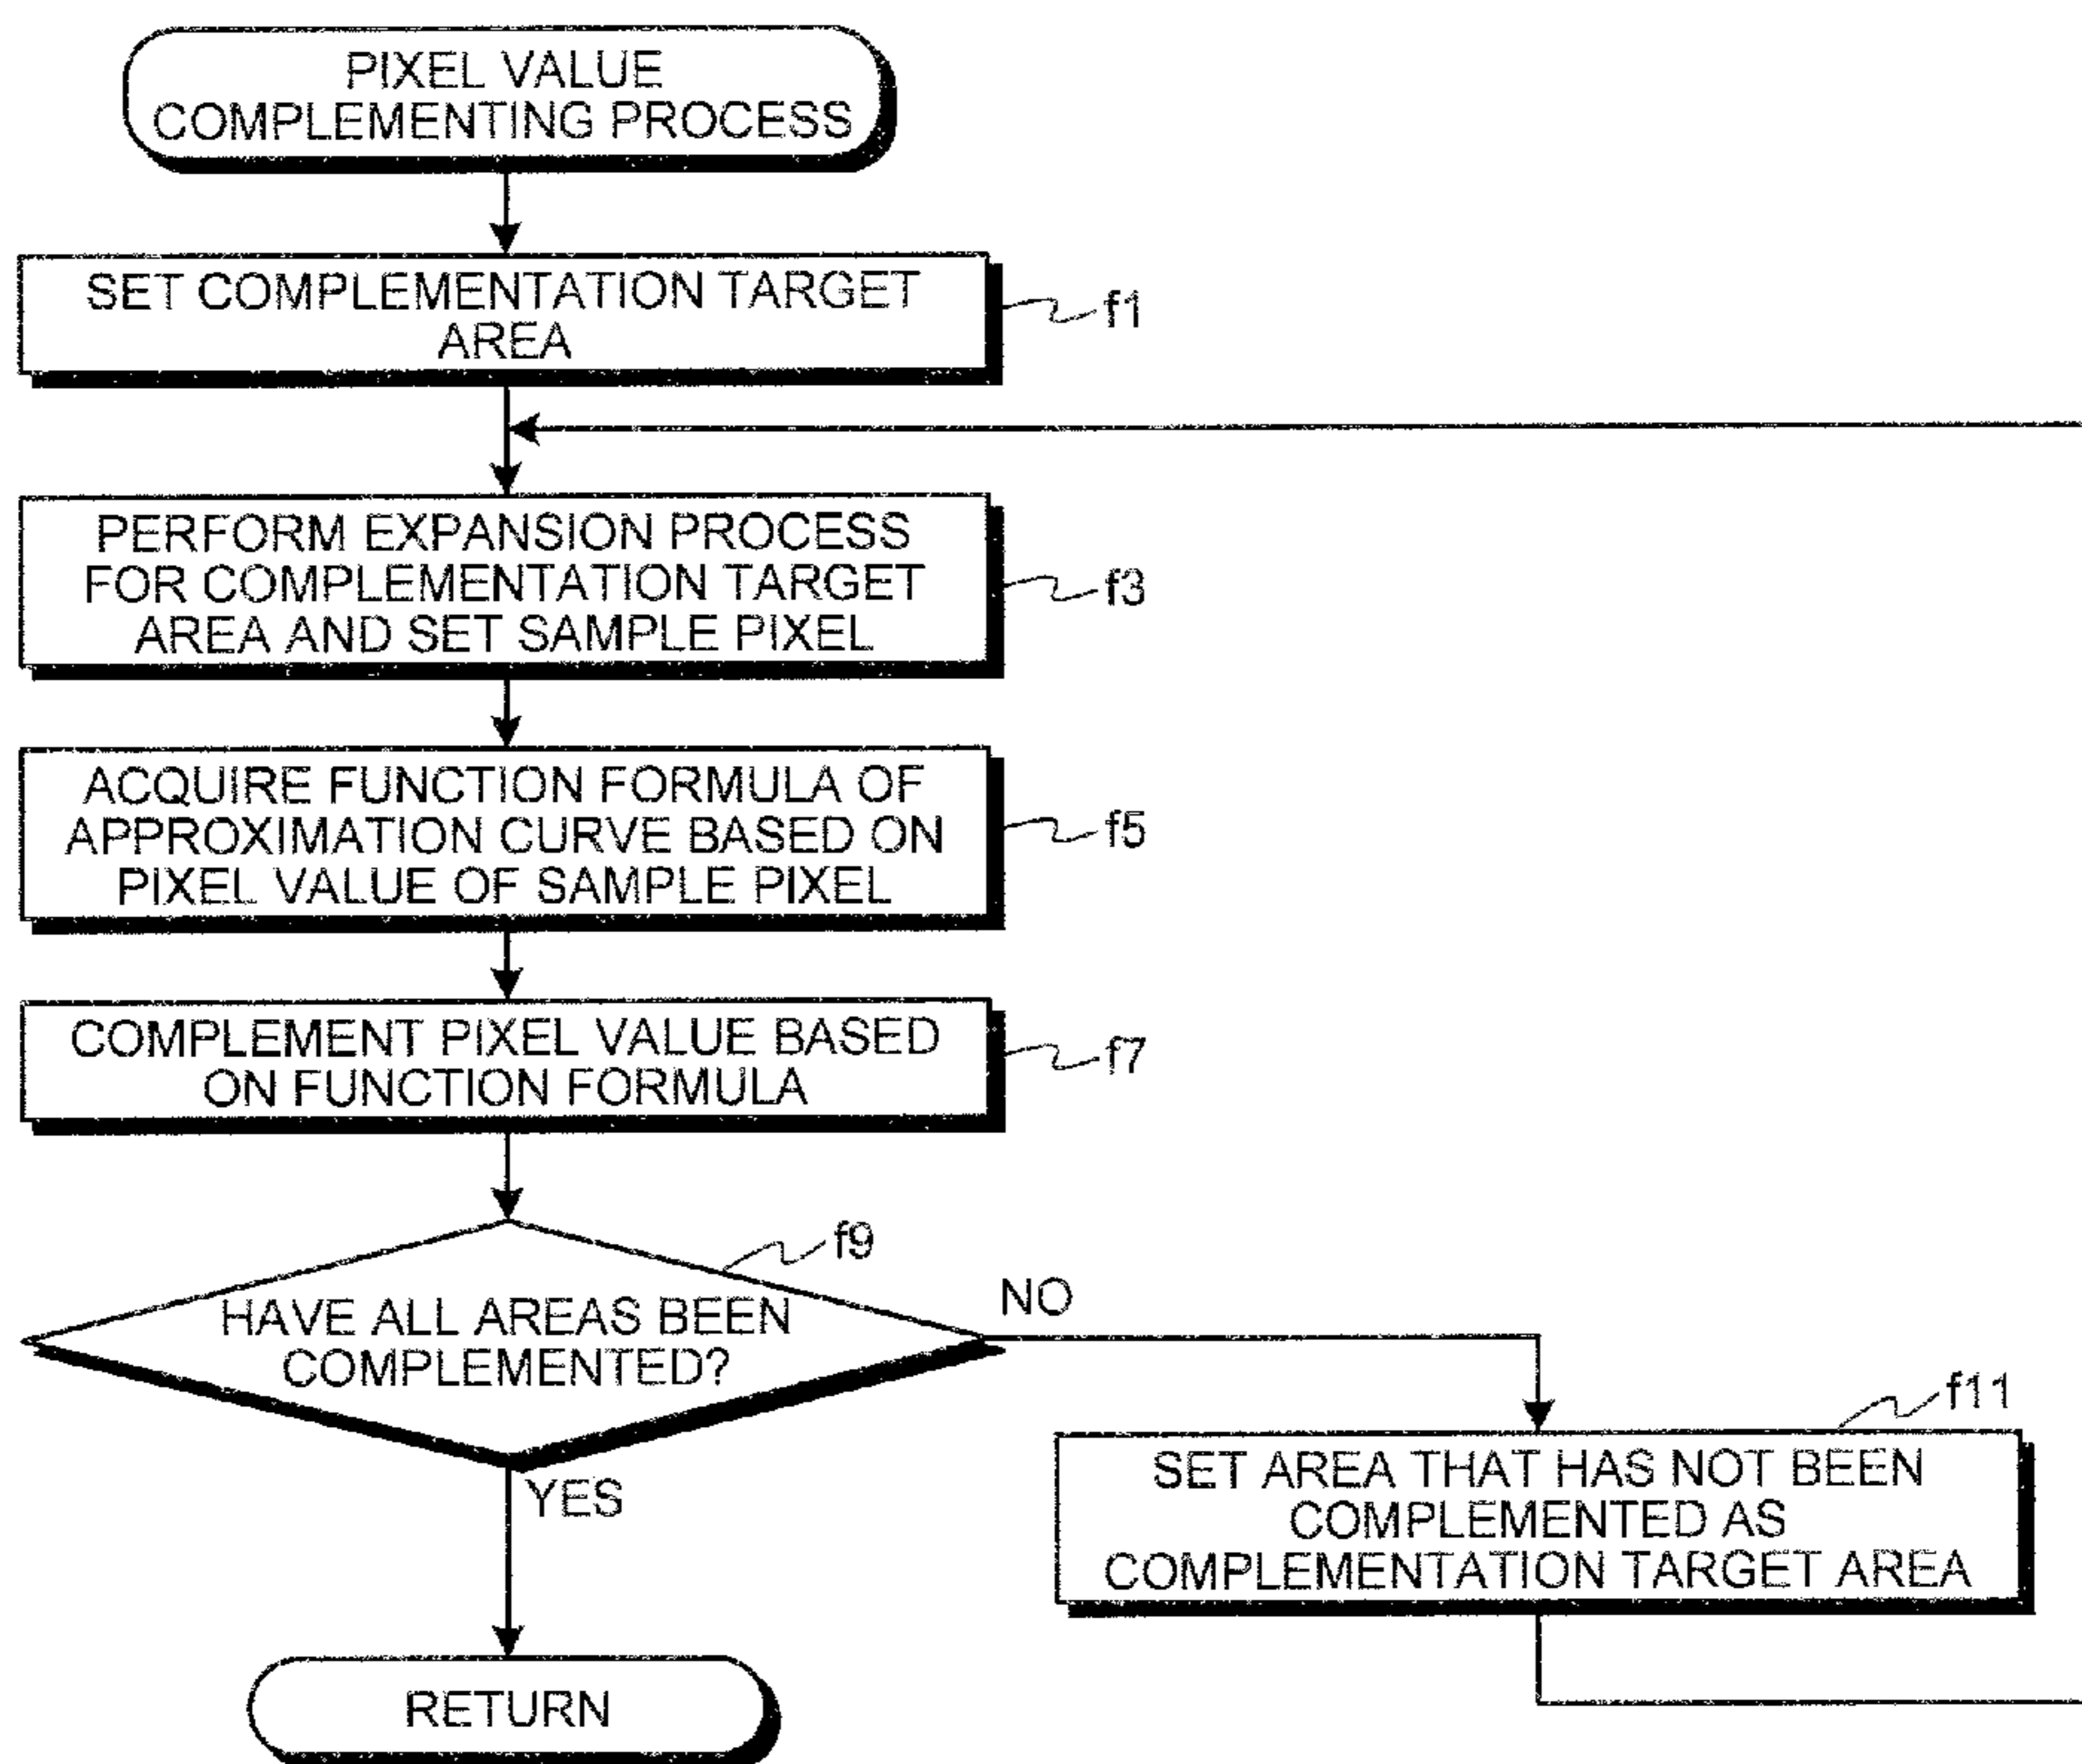 PIXEL VALUE
COMPLEMENTING PROCESS
SET COMPLEMENTATION TARGET
AREA
f1
PERFORM EXPANSION PROCESS
FOR COMPLEMENTATION TARGET
AREA AND SET SAMPLE PIXEL
f3
ACQUIRE FUNCTION FORMULA OF
APPROXIMATION CURVE BASED ON
PIXEL VALUE OF SAMPLE PIXEL
f5
COMPLEMENT PIXEL VALUE BASED
ON FUNCTION FORMULA
f7
f9
HAVE ALL AREAS BEEN
COMPLEMENTED?
NO
YES
f11
SET AREA THAT HAS NOT BEEN
COMPLEMENTED AS
COMPLEMENTATION TARGET AREA
RETURN